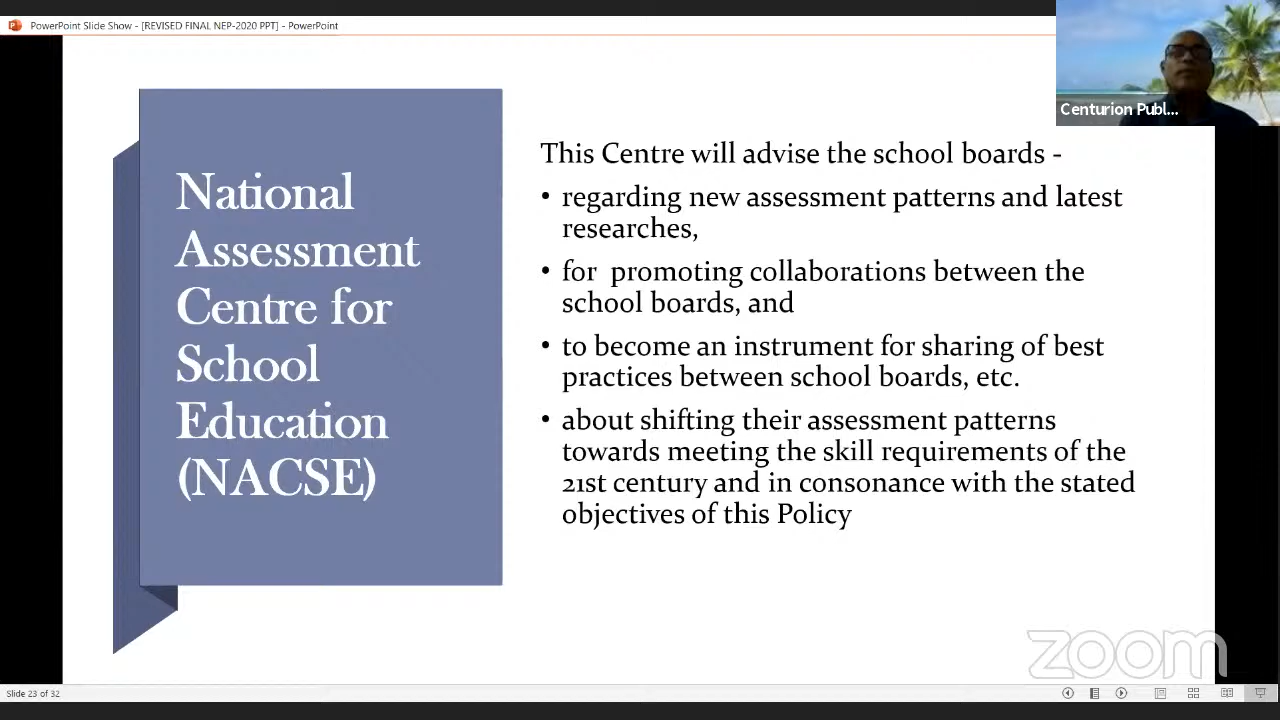 PowerPoint Slide Show - [REVISED FINAL NEP-2020 PPT] - PowerPoint
Centurion Publ...
National
Assessment
Centre for
School
Education
(NACSE)
This Centre will advise the school boards -
• regarding new assessment patterns and latest
researches,
• for promoting collaborations between the
school boards, and
• to become an instrument for sharing of best
practices between school boards, etc.
• about shifting their assessment patterns
towards meeting the skill requirements of the
21st century and in consonance with the stated
objectives of this Policy
zoom
Slide 23 of 32